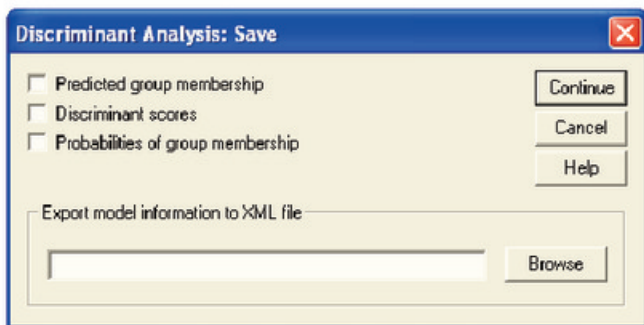 Discriminant Analysis: Save
Predicted group membership
Discriminant scores
Probabilities of group membership
Continue
Cancel
Help
Export model information to XML file
Browse